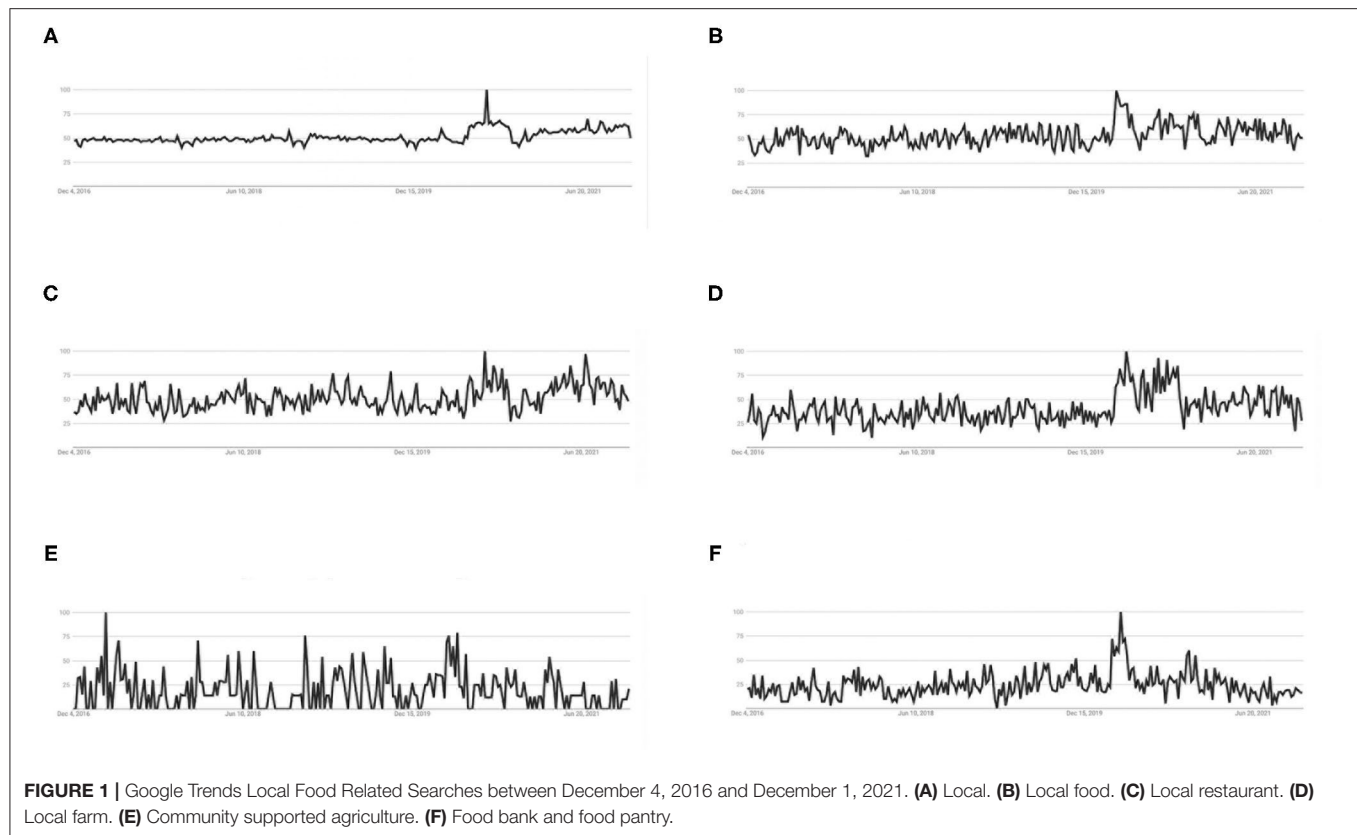 A
100
75
50
25
Dec 4, 2016 Jun 10, 2018 Dec 15, 2019 Jun 20, 2021
B
100
75
50
25
Dec 4, 2016 Jun 10, 2018 Dec 15, 2019 Jun 20, 2021
C
100
75
50
25
Dec 4, 2016 Jun 10, 2018 Dec 15, 2019 Jun 20, 2021
D
100
75
50
25
Dec 4, 2016 Jun 10, 2018 Dec 15, 2019 Jun 20, 2021
E
100
75
50
25
Dec 4, 2016 Jun 10, 2018 Dec 15, 2019 Jun 20, 2021
F
100
75
50
25
Dec 4, 2016 Jun 10, 2018 Dec 15, 2019 Jun 20, 2021
FIGURE 1 | Google Trends Local Food Related Searches between December 4, 2016 and December 1, 2021. (A) Local. (B) Local food. (C) Local restaurant. (D)
Local farm. (E) Community supported agriculture. (F) Food bank and food pantry.